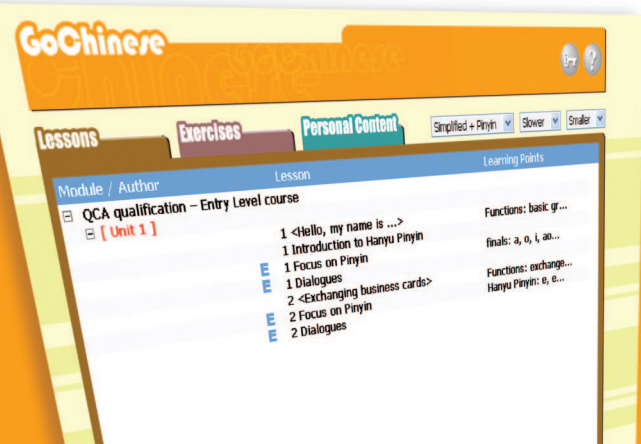 GoChinese
Lessons
Exercises
Personal Content
Simplified + Pinyin
Slower
Smaller
Module / Author
Lesson
Learning Points
QCA qualification – Entry Level course
[ Unit 1 ]
1 <Hello, my name is ...>
Functions: basic gr...
1 Introduction to Hanyu Pinyin
finals: a, o, i, ao...
E 1 Focus on Pinyin
E 1 Dialogues
2 <Exchanging business cards>
Functions: exchange...
Hanyu Pinyin: e, e...
E 2 Focus on Pinyin
E 2 Dialogues